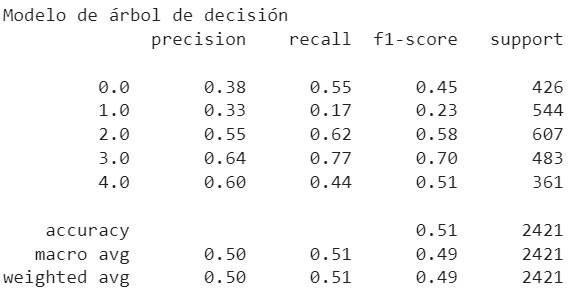 Modelo de árbol de decisión
precision recall f1-score support
0.0 0.38 0.55 0.45 426
1.0 0.33 0.17 0.23 544
2.0 0.55 0.62 0.58 607
3.0 0.64 0.77 0.70 483
4.0 0.60 0.44 0.51 361
accuracy 0.51 2421
macro avg 0.50 0.51 0.49 2421
weighted avg 0.50 0.51 0.49 2421